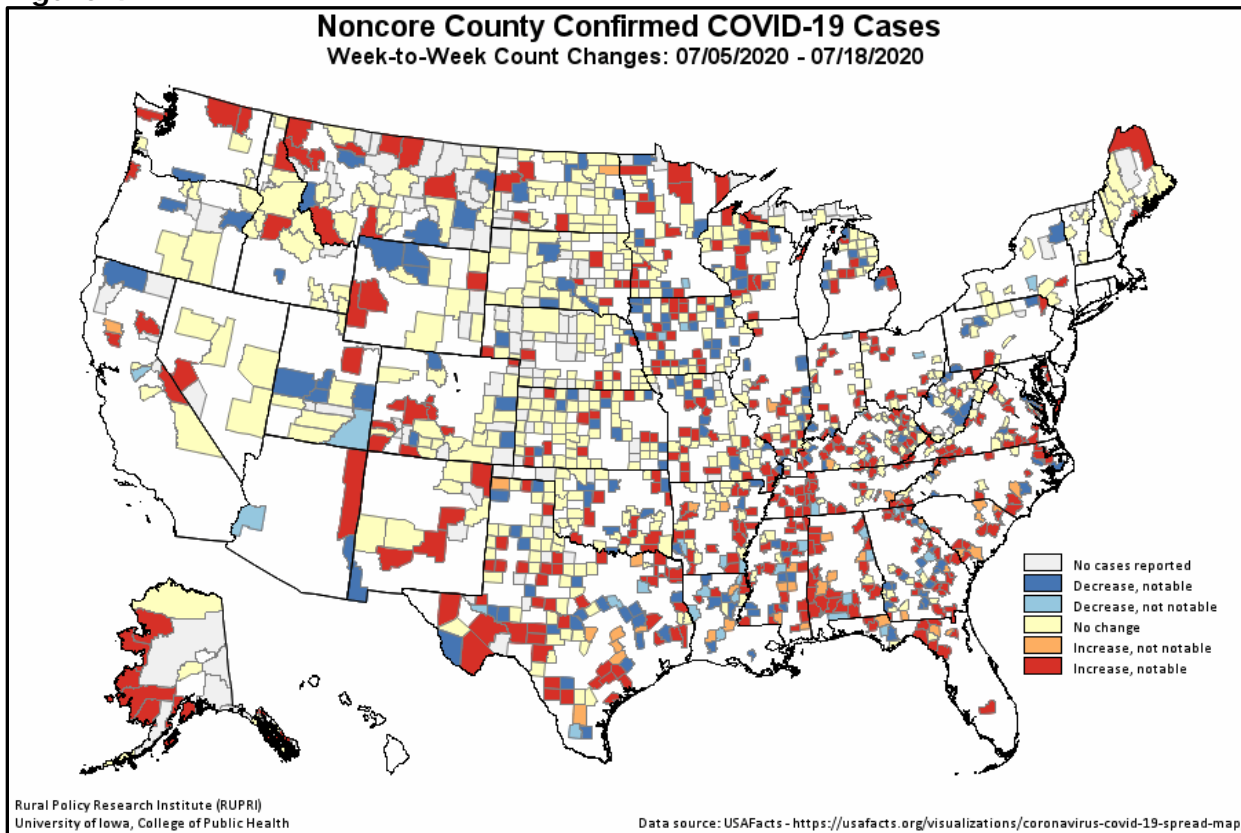 Noncore County Confirmed COVID-19 Cases
Week-to-Week Count Changes: 07/05/2020 - 07/18/2020
No cases reported
Decrease, notable
Decrease, not notable
No change
Increase, not notable
Increase, notable
Rural Policy Research Institute (RUPRI)
University of Iowa, College of Public Health
Data source: USAFacts - https://usafacts.org/visualizations/coronavirus-covid-19-spread-map